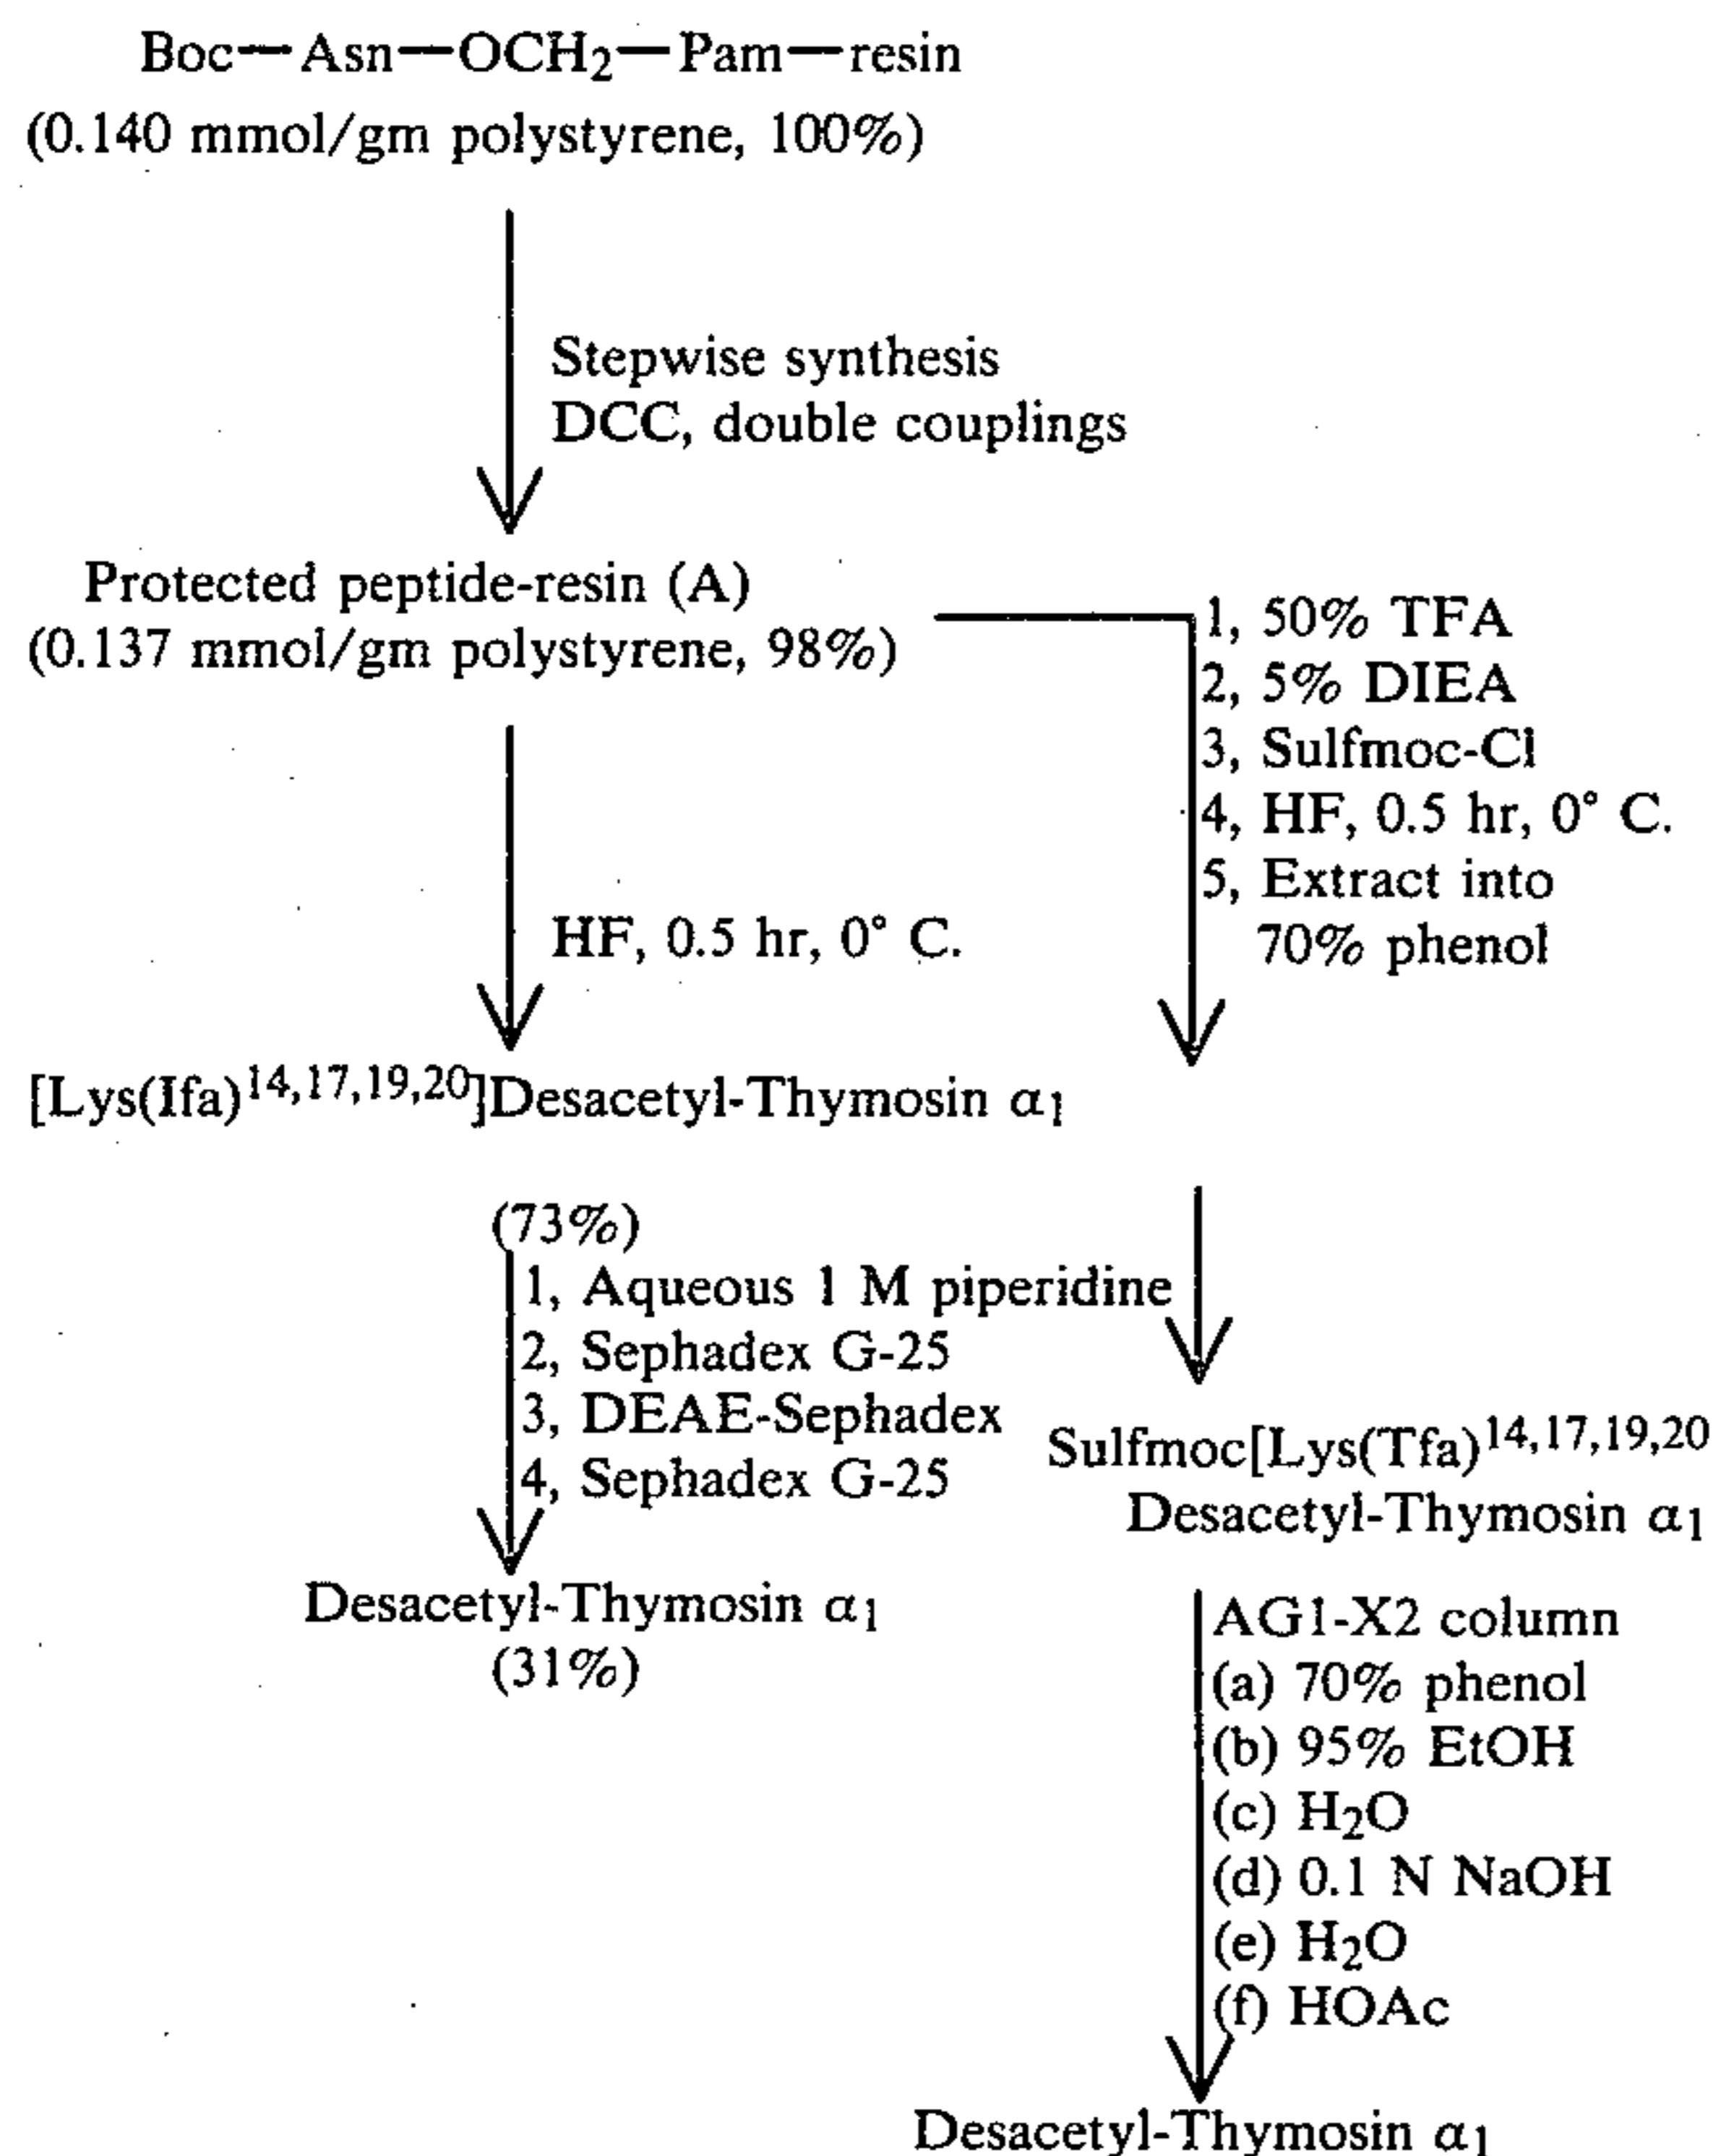 Boc—Asn—OCH2—Pam—resin
(0.140 mmol/gm polystyrene, 100%)
Stepwise synthesis
DCC, double couplings
Protected peptide-resin (A)
(0.137 mmol/gm polystyrene, 98%)
1, 50% TFA
2, 5% DIEA
3, Sulfmoc-Cl
4, HF, 0.5 hr, 0° C.
5, Extract into
70% phenol
HF, 0.5 hr, 0° C.
[Lys(Ifa)14,17,19,20]Desacetyl-Thymosin α1
(73%)
1, Aqueous 1 M piperidine
2, Sephadex G-25
3, DEAE-Sephadex
4, Sephadex G-25
Desacetyl-Thymosin α1
(31%)
Sulfmoc[Lys(Tfa)14,17,19,20
Desacetyl-Thymosin α1
AG1-X2 column
(a) 70% phenol
(b) 95% EtOH
(c) H2O
(d) 0.1 N NaOH
(e) H2O
(f) HOAc
Desacetyl-Thymosin α1